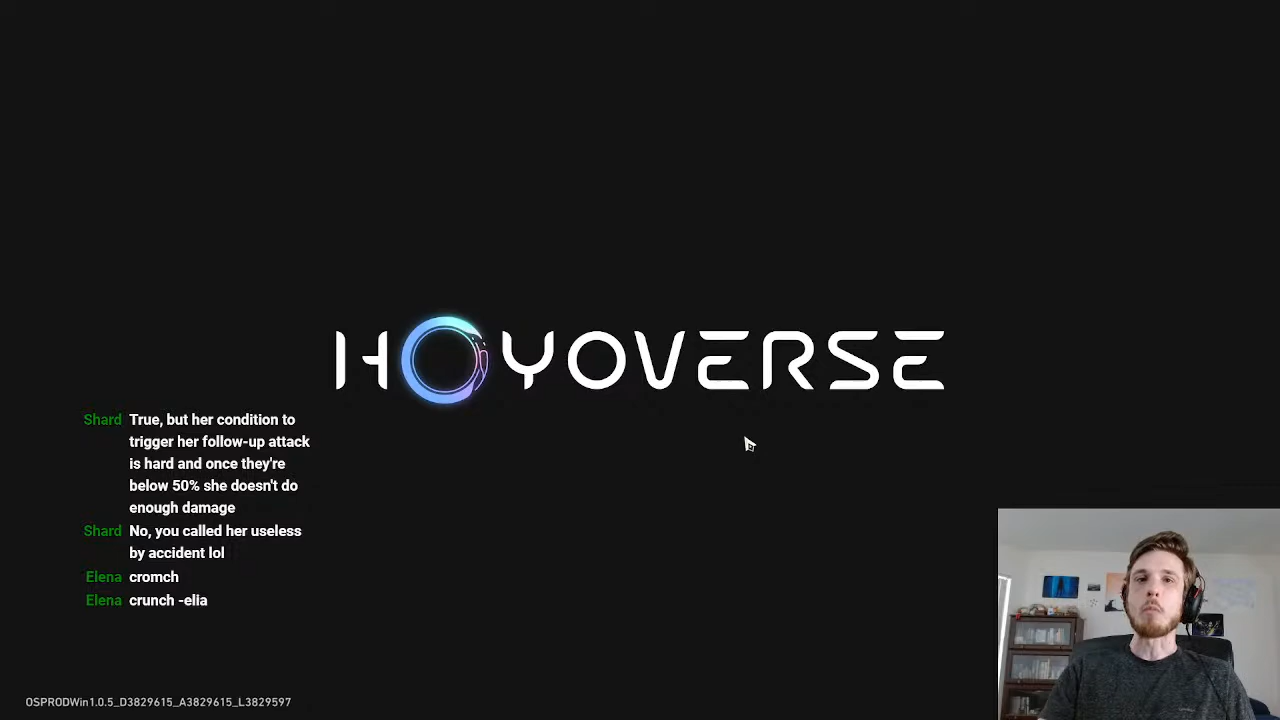 HOYOVERSE
Shard True, but her condition to
trigger her follow-up attack
is hard and once they're
below 50% she doesn't do
enough damage
Shard No, you called her useless
by accident lol
Elena cromch
Elena crunch -elia
OSPRODWin1.0.5_D3829615_A3829615_L3829597